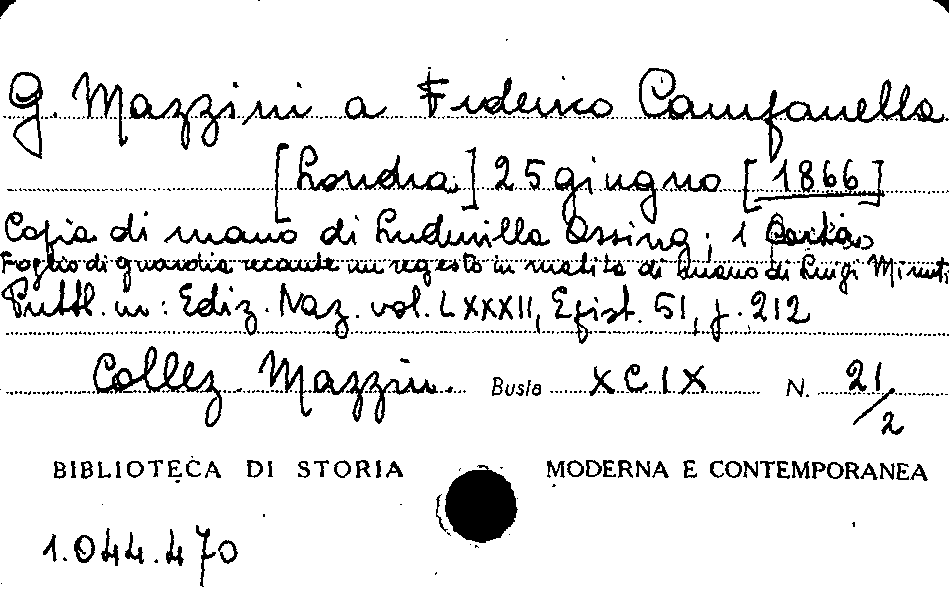 G. Mazzini a Federico Campanella
[Londra] 25 giugno [1866]
Copia di mano di Ludmilla Assing; 1 carta
Foglio di guardia recante un regesto in matita di mano di Luigi Minuti
Pubbl. in: Ediz. Naz. vol. LXXXII, Epist. 51, p. 212
Collez. Mazzin. Busta XCIX N. 21/2
BIBLIOTECA DI STORIA MODERNA E CONTEMPORANEA
1.044.470